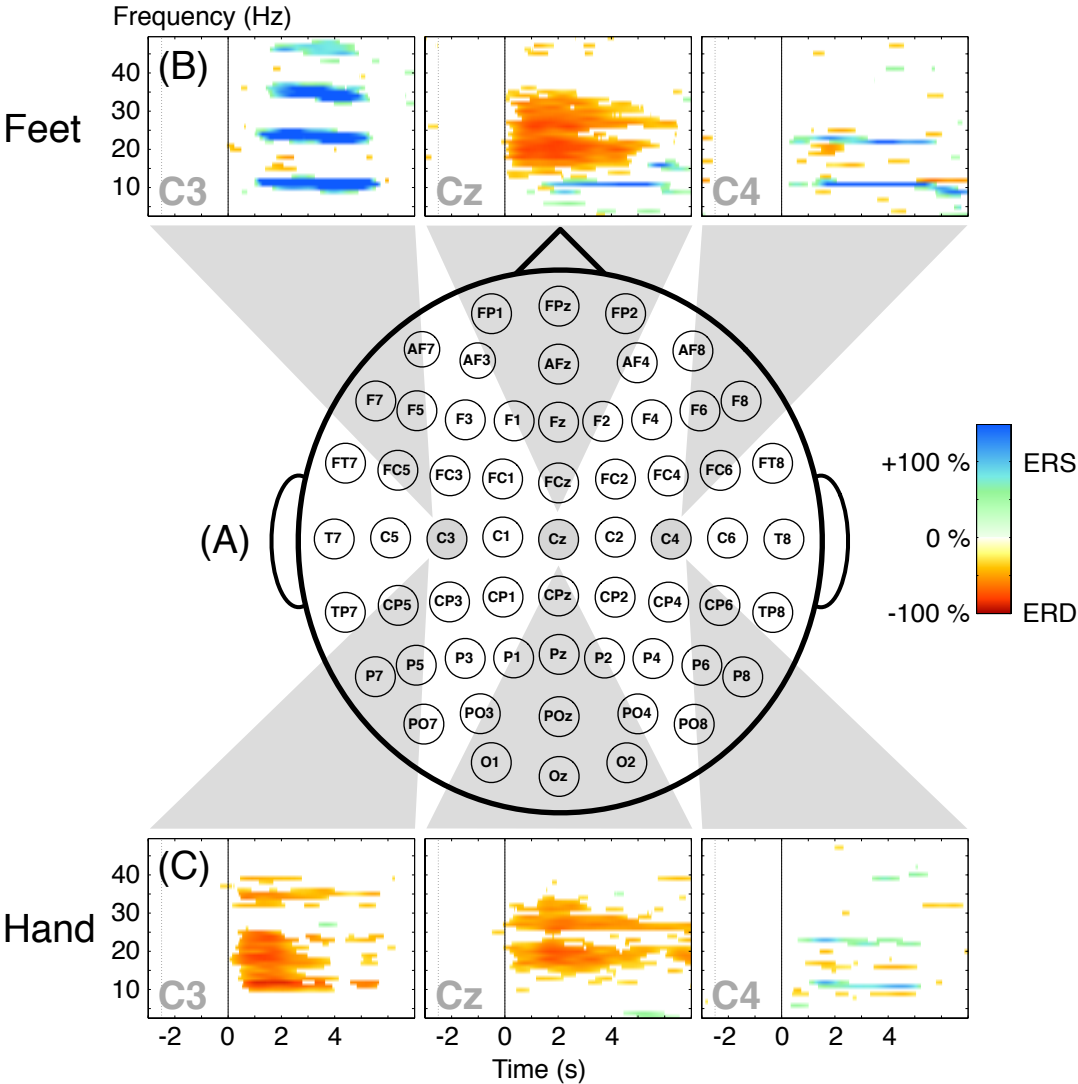 Frequency (Hz)
Feet
(B)
40
30
20
10
C3
Cz
C4
FP1 FPz FP2
AF7 AF3 AFz AF4 AF8
F7 F5 F3 F1 Fz F2 F4 F6 F8
FT7 FC5 FC3 FC1 FCz FC2 FC4 FC6 FT8
(A)
T7 C5 C3 C1 Cz C2 C4 C6 T8
TP7 CP5 CP3 CP1 CPz CP2 CP4 CP6 TP8
P7 P5 P3 P1 Pz P2 P4 P6 P8
PO7 PO3 POz PO4 PO8
O1 Oz O2
+100 % ERS
0 %
-100 % ERD
Hand
(C)
40
30
20
10
C3
Cz
C4
-2 0 2 4 -2 0 2 4 6 -2 0 2 4
Time (s)